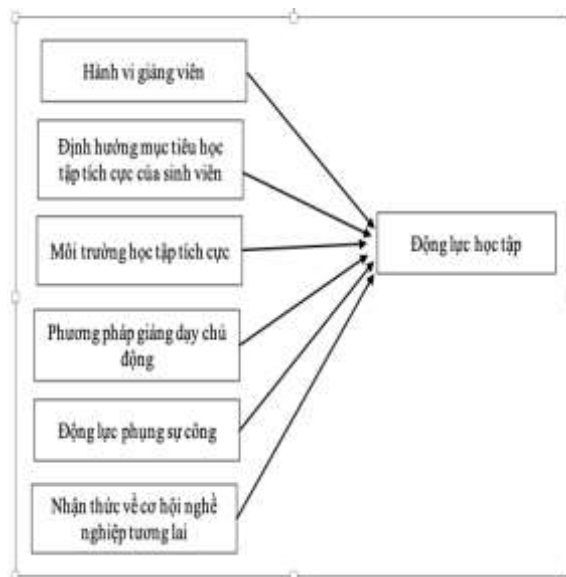 Hành vi giảng viên
Định hướng mục tiêu học
tập tích cực của sinh viên
Môi trường học tập tích cực
Động lực học tập
Phương pháp giảng dạy chủ
động
Động lực phụng sự công
Nhận thức về cơ hội nghề
nghiệp tương lai